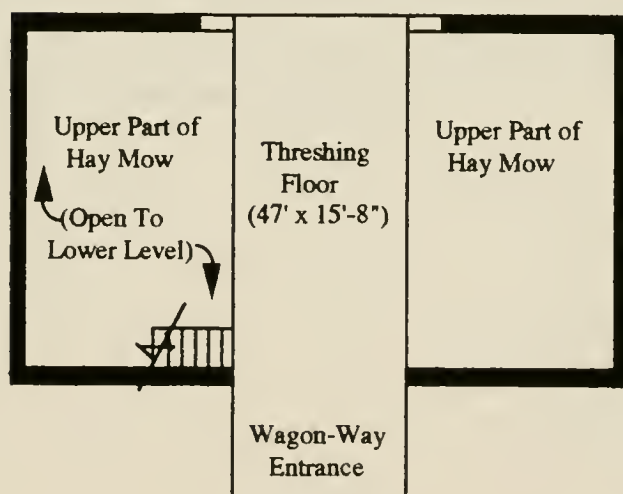 Upper Part of
Hay Mow
(Open To
Lower Level)
Threshing
Floor
(47' x 15'-8")
Upper Part of
Hay Mow
Wagon-Way
Entrance